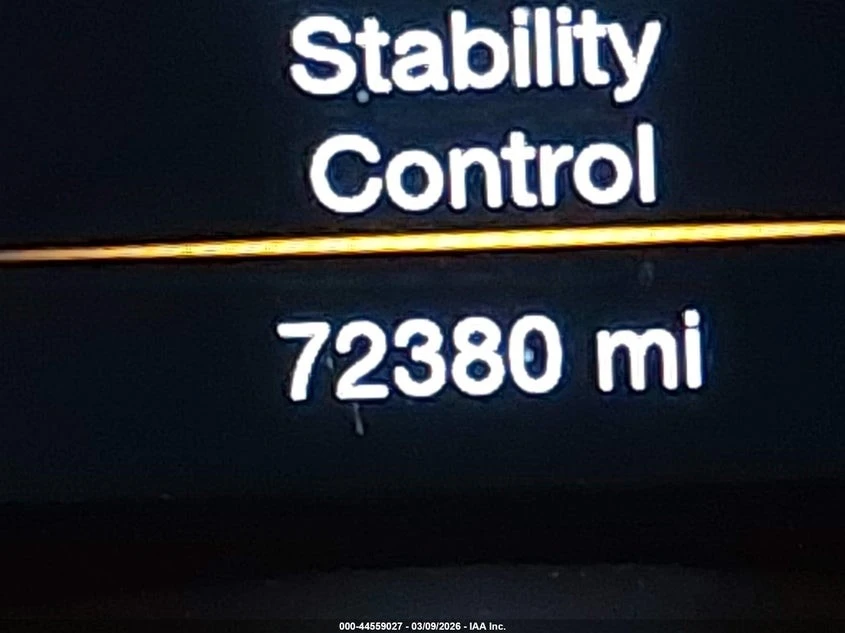 Stability
Control
72380 mi
000-44559027 - 03/09/2026 - IAA Inc.